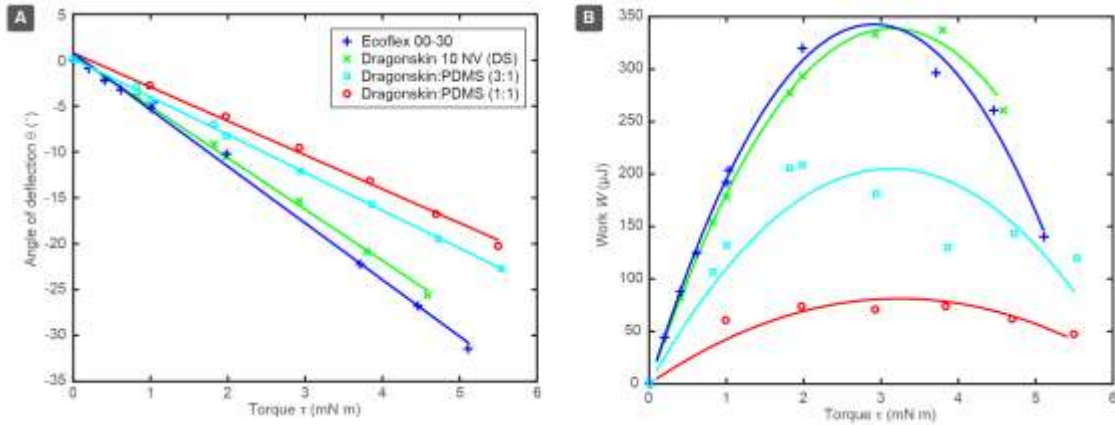 A
5
0
-5
-10
-15
-20
-25
-30
-35
Angle of deflection θ (°)
Ecoflex 00-30
Dragonskin 10 NV (DS)
Dragonskin:PDMS (3:1)
Dragonskin:PDMS (1:1)
0 1 2 3 4 5 6
Torque τ (mN m)
B
350
300
250
200
150
100
50
0
Work W (μJ)
0 1 2 3 4 5 6
Torque τ (mN m)